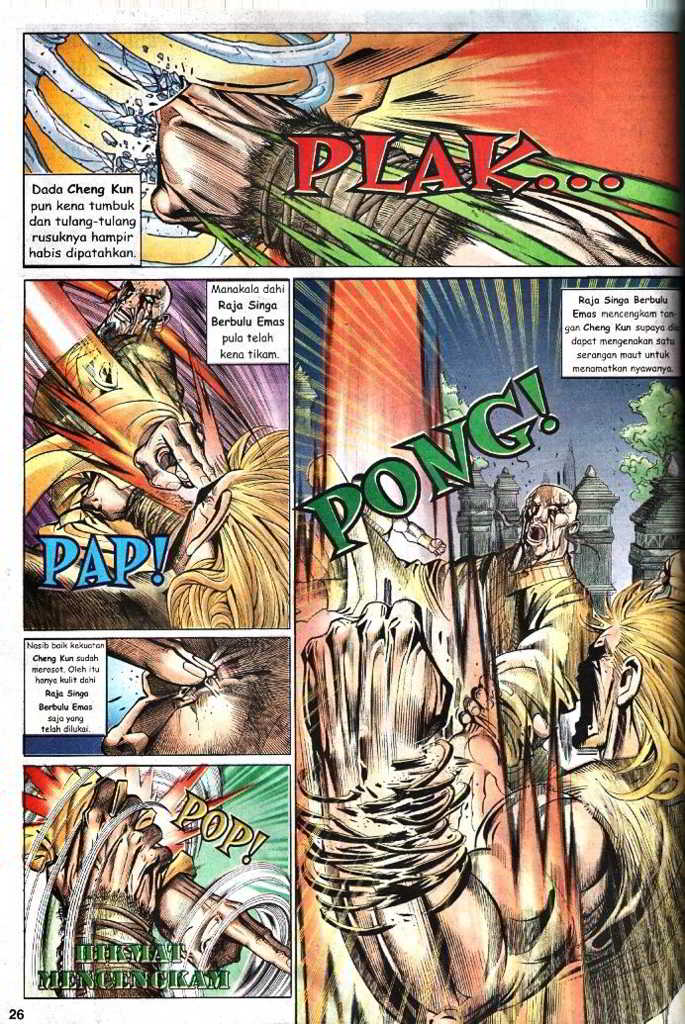 PLAK...
Dada Cheng Kun
pun kena tumbuk
dan tulang-tulang
rusuknya hampir
habis dipatahkan.
Manakala dahi
Raja Singa
Berbulu Emas
pula telah
kena tikam.
PAP!
Nasib baik kekuatan
Cheng Kun sudah
merosot. Oleh itu
hanya kulit dahi
Raja Singa
Berbulu Emas
saja yang
telah dilukai.
POP!
HIKMAT
MENCENGKAM
Raja Singa Berbulu
Emas mencengkam tan-
gan Cheng Kun supaya dia
dapat mengenakan satu
serangan maut untuk
menamatkan nyawanya.
PONG!
26